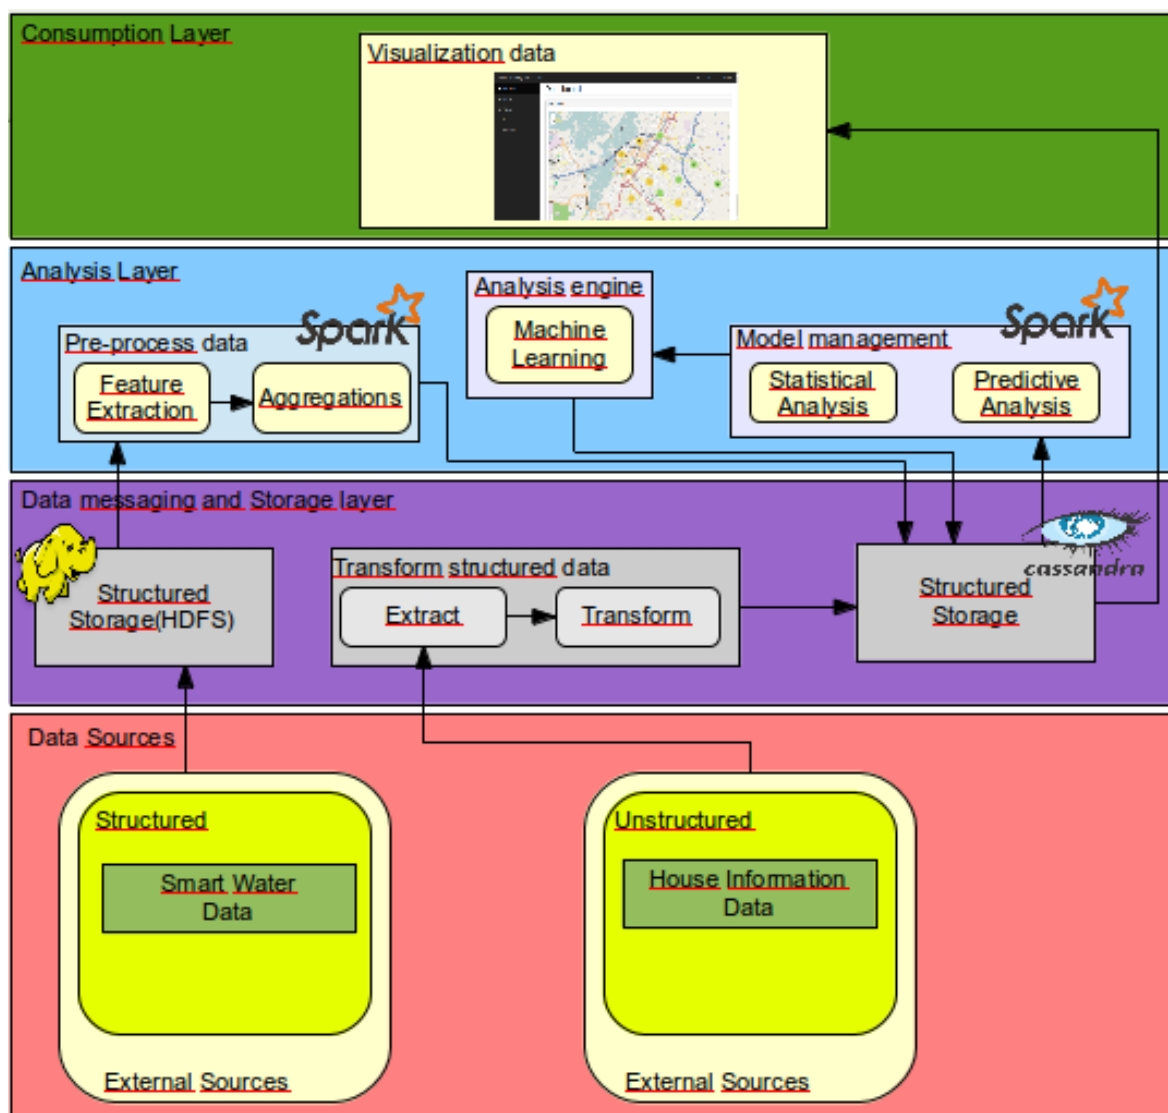 Consumption Layer
Visualization data
Analysis Layer
Spark
Pre-process data
Feature
Extraction
Aggregations
Analysis engine
Machine
Learning
Spark
Model management
Statistical
Analysis
Predictive
Analysis
Data messaging and Storage layer
Structured
Storage(HDFS)
Transform structured data
Extract
Transform
cassandra
Structured
Storage
Data Sources
Structured
Smart Water
Data
External Sources
Unstructured
House Information
Data
External Sources